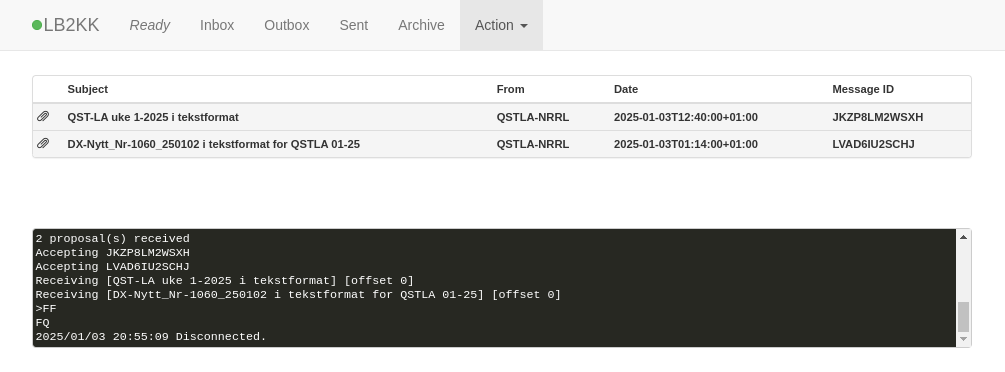 LB2KK Ready Inbox Outbox Sent Archive Action
Subject From Date Message ID
QST-LA uke 1-2025 i tekstformat QSTLA-NRRL 2025-01-03T12:40:00+01:00 JKZP8LM2WSXH
DX-Nytt_Nr-1060_250102 i tekstformat for QSTLA 01-25 QSTLA-NRRL 2025-01-03T01:14:00+01:00 LVAD6IU2SCHJ
2 proposal(s) received
Accepting JKZP8LM2WSXH
Accepting LVAD6IU2SCHJ
Receiving [QST-LA uke 1-2025 i tekstformat] [offset 0]
Receiving [DX-Nytt_Nr-1060_250102 i tekstformat for QSTLA 01-25] [offset 0]
>FF
FQ
2025/01/03 20:55:09 Disconnected.